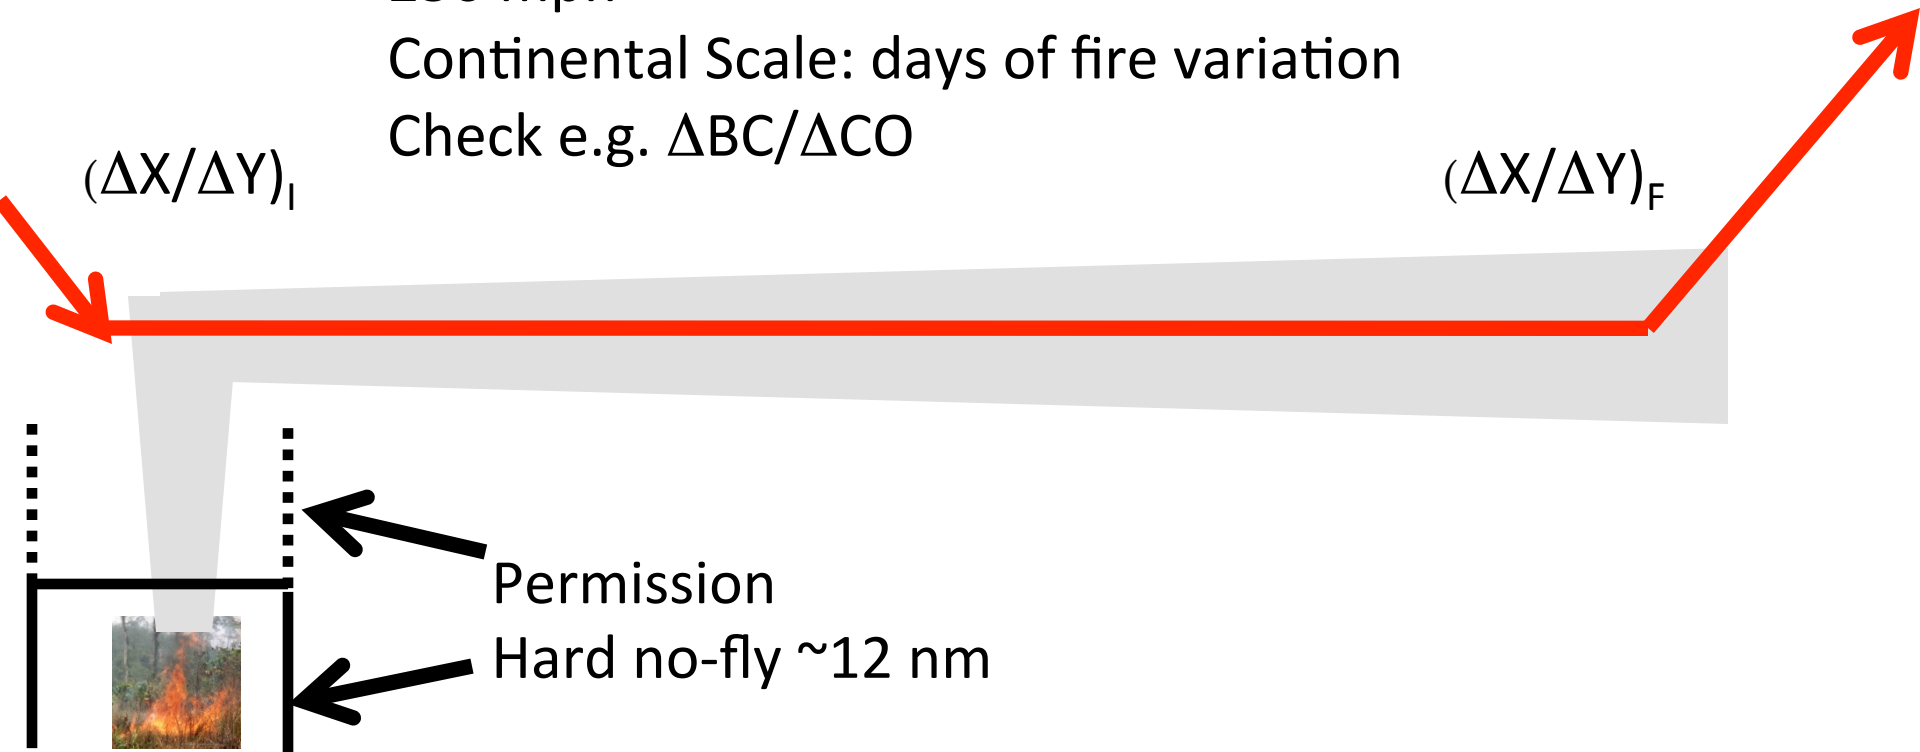 Continental Scale: days of fire variation
Check e.g. ΔBC/ΔCO
(ΔX/ΔY)I
(ΔX/ΔY)F
Permission
Hard no-fly ~12 nm